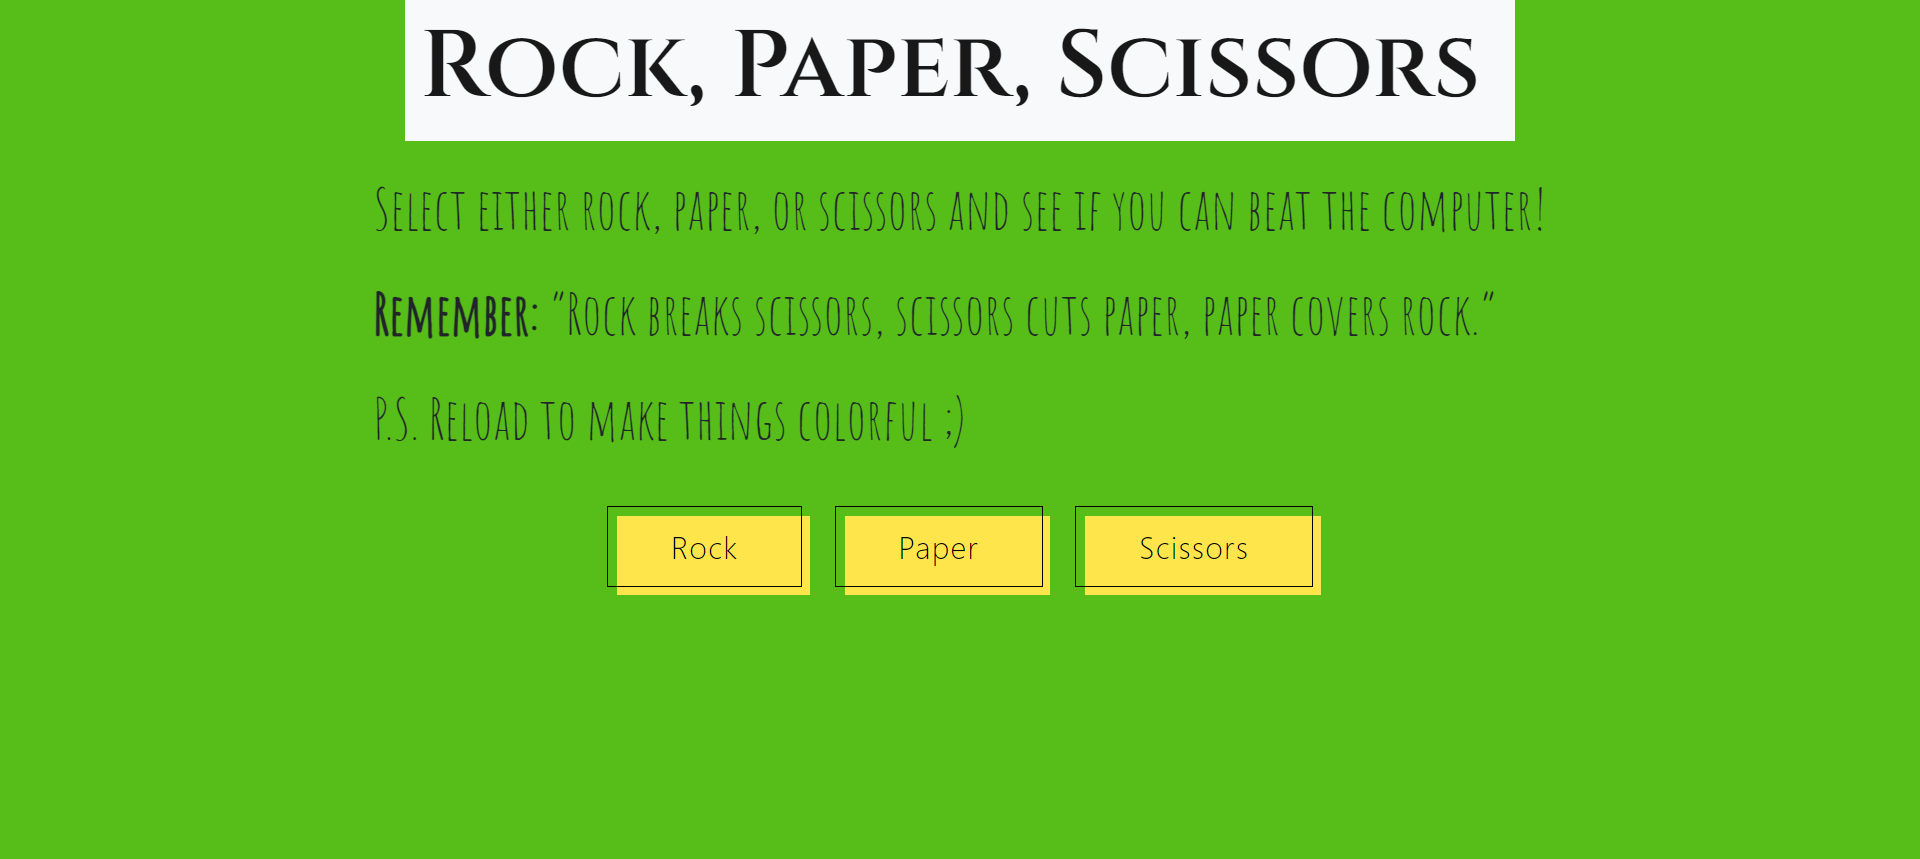 Rock, Paper, Scissors
Select either rock, paper, or scissors and see if you can beat the computer!
Remember: "Rock breaks scissors, scissors cuts paper, paper covers rock."
P.S. Reload to make things colorful ;)
Rock
Paper
Scissors